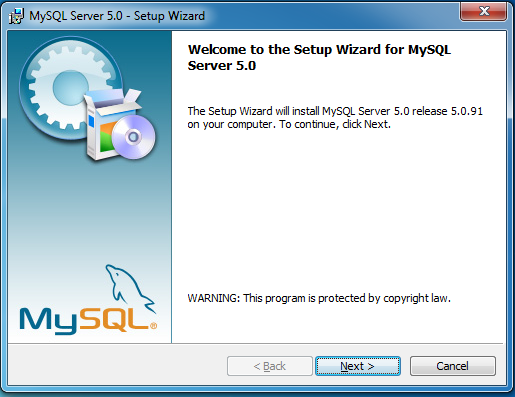 MySQL Server 5.0 - Setup Wizard
Welcome to the Setup Wizard for MySQL
Server 5.0
The Setup Wizard will install MySQL Server 5.0 release 5.0.91
on your computer. To continue, click Next.
MySQL®
WARNING: This program is protected by copyright law.
< Back
Next >
Cancel